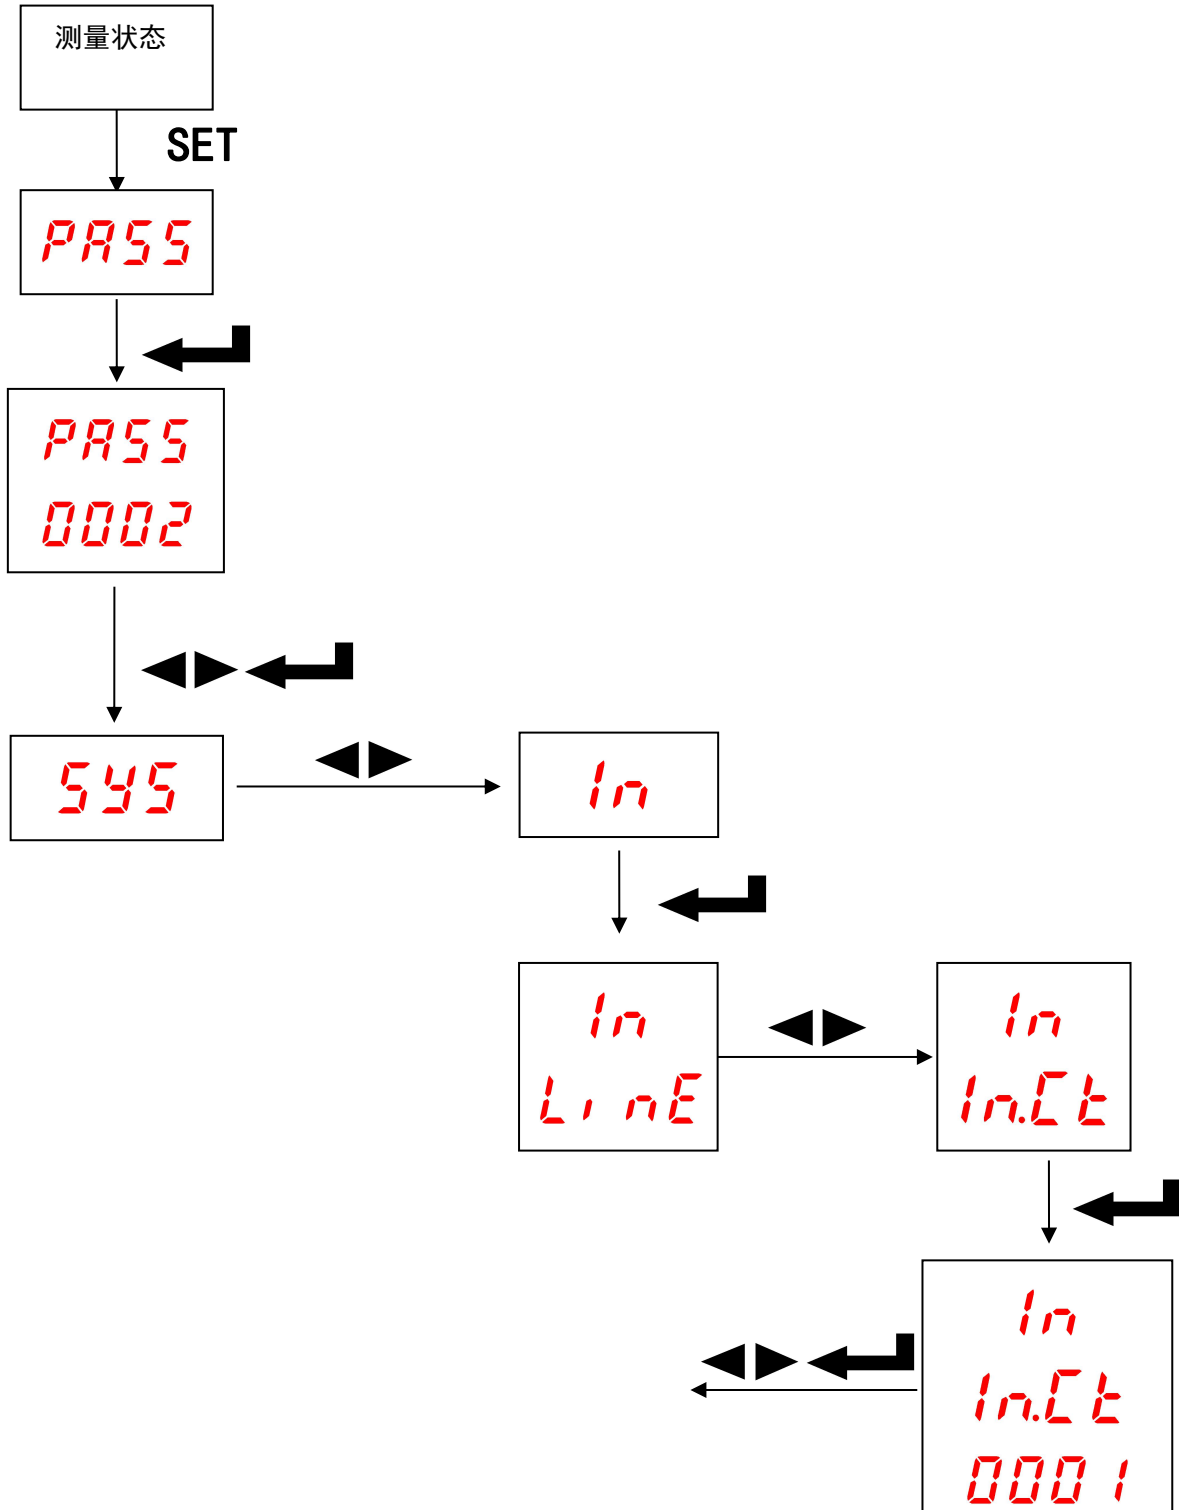 测量状态
SET
PASS
PASS
0002
SYS
In
In
LinE
In
In.Ct
In
In.Ct
0001